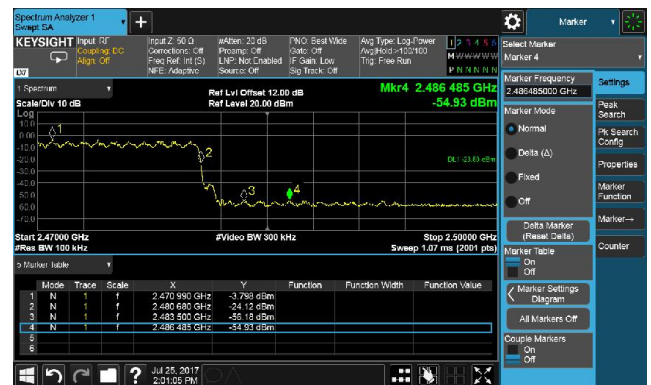 Spectrum Analyzer 1
Swept SA
+
Marker
KEYSIGHT
Input: RF
Coupling: DC
Align: Off
Input Z: 50 Ω
Corrections: Off
Freq Ref: Int (S)
NFE: Adaptive
#Atten: 20 dB
Preamp: Off
LNP: Not Enabled
Source: Off
PNO: Best Wide
Gate: Off
IF Gain: Low
Sig Track: Off
Avg Type: Log-Power
Avg|Hold:>100/100
Trig: Free Run
1 2 3 4 5 6
M W W W W W
P N N N N N
LXI
Select Marker
Marker 4
Marker Frequency
2.486485000 GHz
Settings
1 Spectrum
Scale/Div 10 dB
Ref Lvl Offset 12.00 dB
Ref Level 20.00 dBm
Mkr4 2.486 485 GHz
-54.93 dBm
Log
10.0
0.00
-10.0
-20.0
-30.0
-40.0
-50.0
-60.0
-70.0
1
2
3
4
Start 2.47000 GHz
#Res BW 100 kHz
#Video BW 300 kHz
Stop 2.50000 GHz
Sweep 1.07 ms (2001 pts)
Marker Mode
Normal
Delta (Δ)
Fixed
Off
Delta Marker
(Reset Delta)
Marker Table
On
Off
Marker Settings
Diagram
All Markers Off
Couple Markers
On
Off
Peak
Search
Pk Search
Config
Properties
Marker
Function
Marker→
Counter
5 Marker Table
Mode Trace Scale X Y Function Function Width Function Value
1 N 1 f 2.470 990 GHz -3.798 dBm
2 N 1 f 2.480 680 GHz -24.12 dBm
3 N 1 f 2.483 500 GHz -56.18 dBm
4 N 1 f 2.486 485 GHz -54.93 dBm
5
6
?
Jul 25, 2017
2:01:05 PM